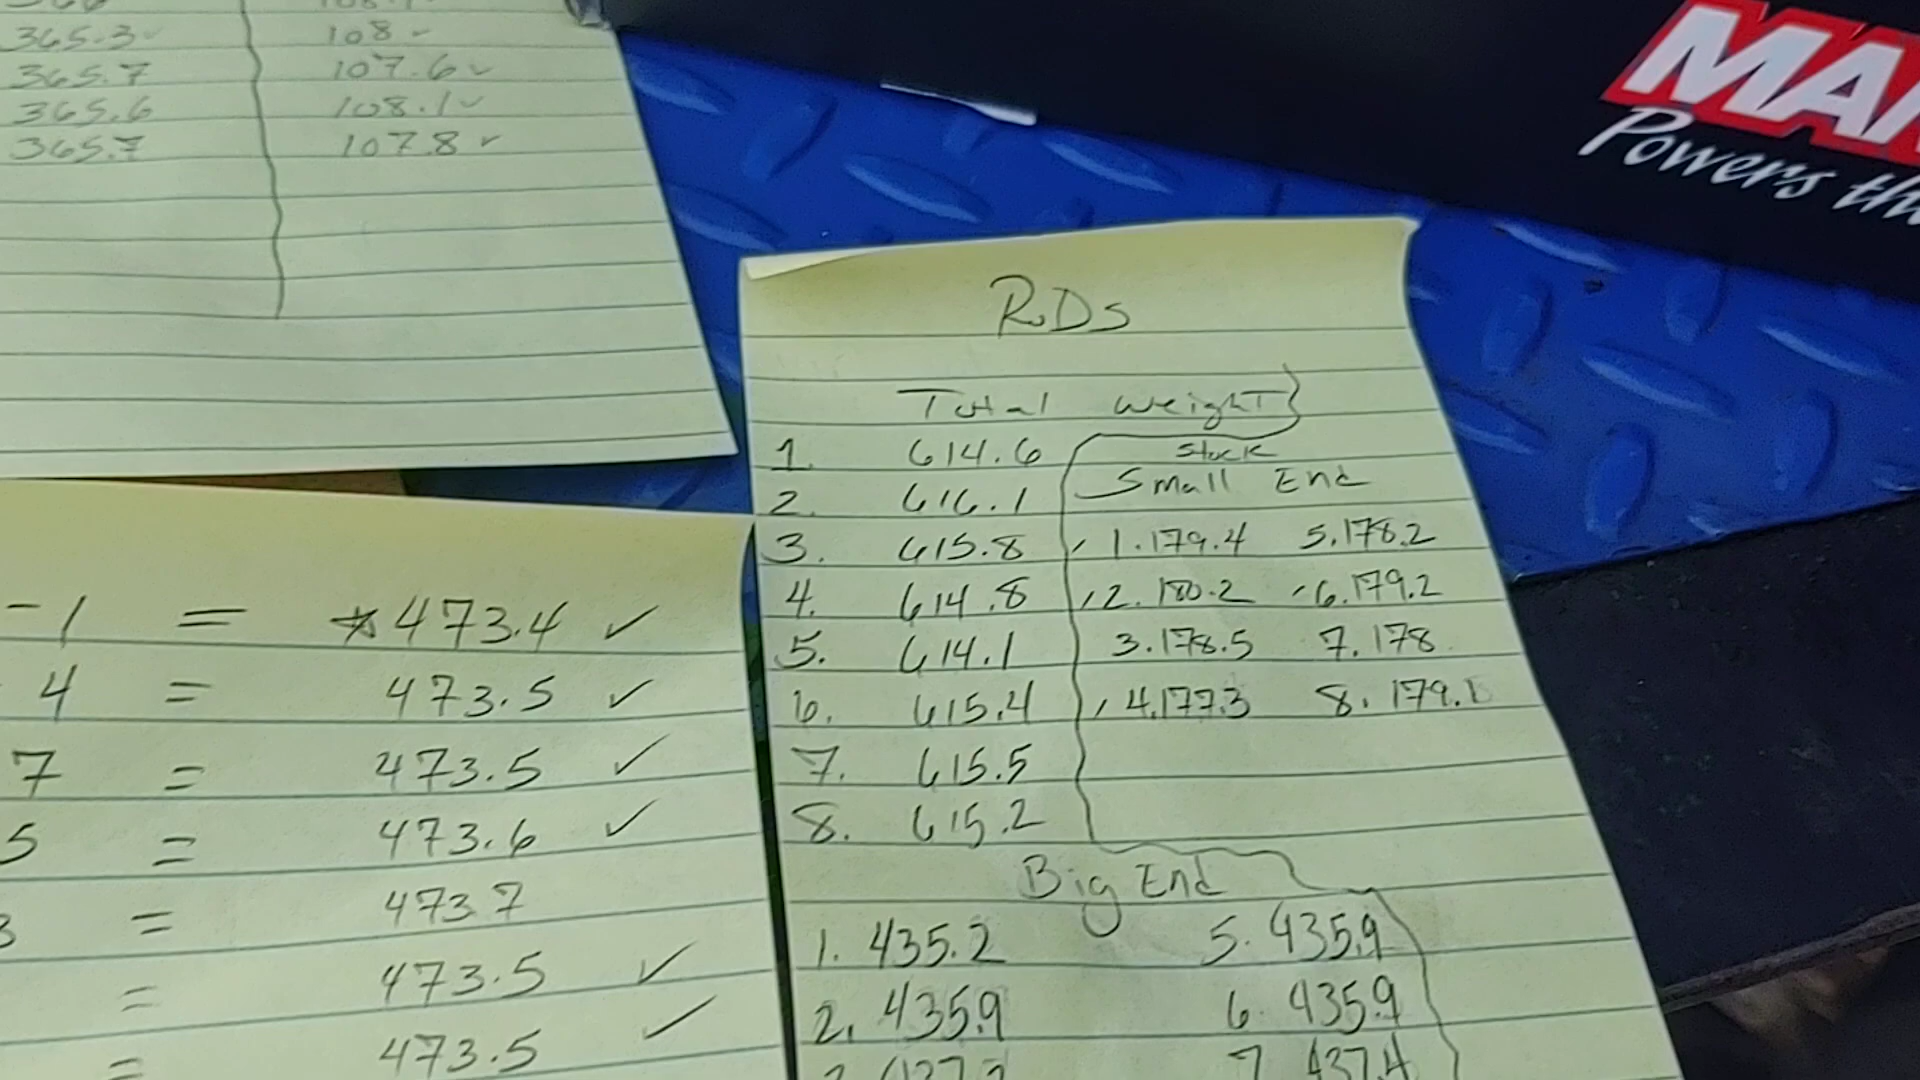 365.3 108
365.7 107.6 ✓
365.6 108.1 ✓
365.7 107.8 ✓
MA
Powers th
RODs
Total Weight
1. 614.6
2. 616.1
3. 615.8
4. 614.8
5. 614.1
6. 615.4
7. 615.5
8. 615.2
stock
Small End
1. 179.4 5. 178.2
2. 180.2 6. 179.2
3. 178.5 7. 178
4. 177.3 8. 179.1
Big End
1. 435.2 5. 435.9
2. 435.9 6. 435.9
7 437.4
-1 = *473.4 ✓
4 = 473.5 ✓
7 = 473.5 ✓
5 = 473.6 ✓
3 = 473.7
= 473.5 ✓
= 473.5 ✓